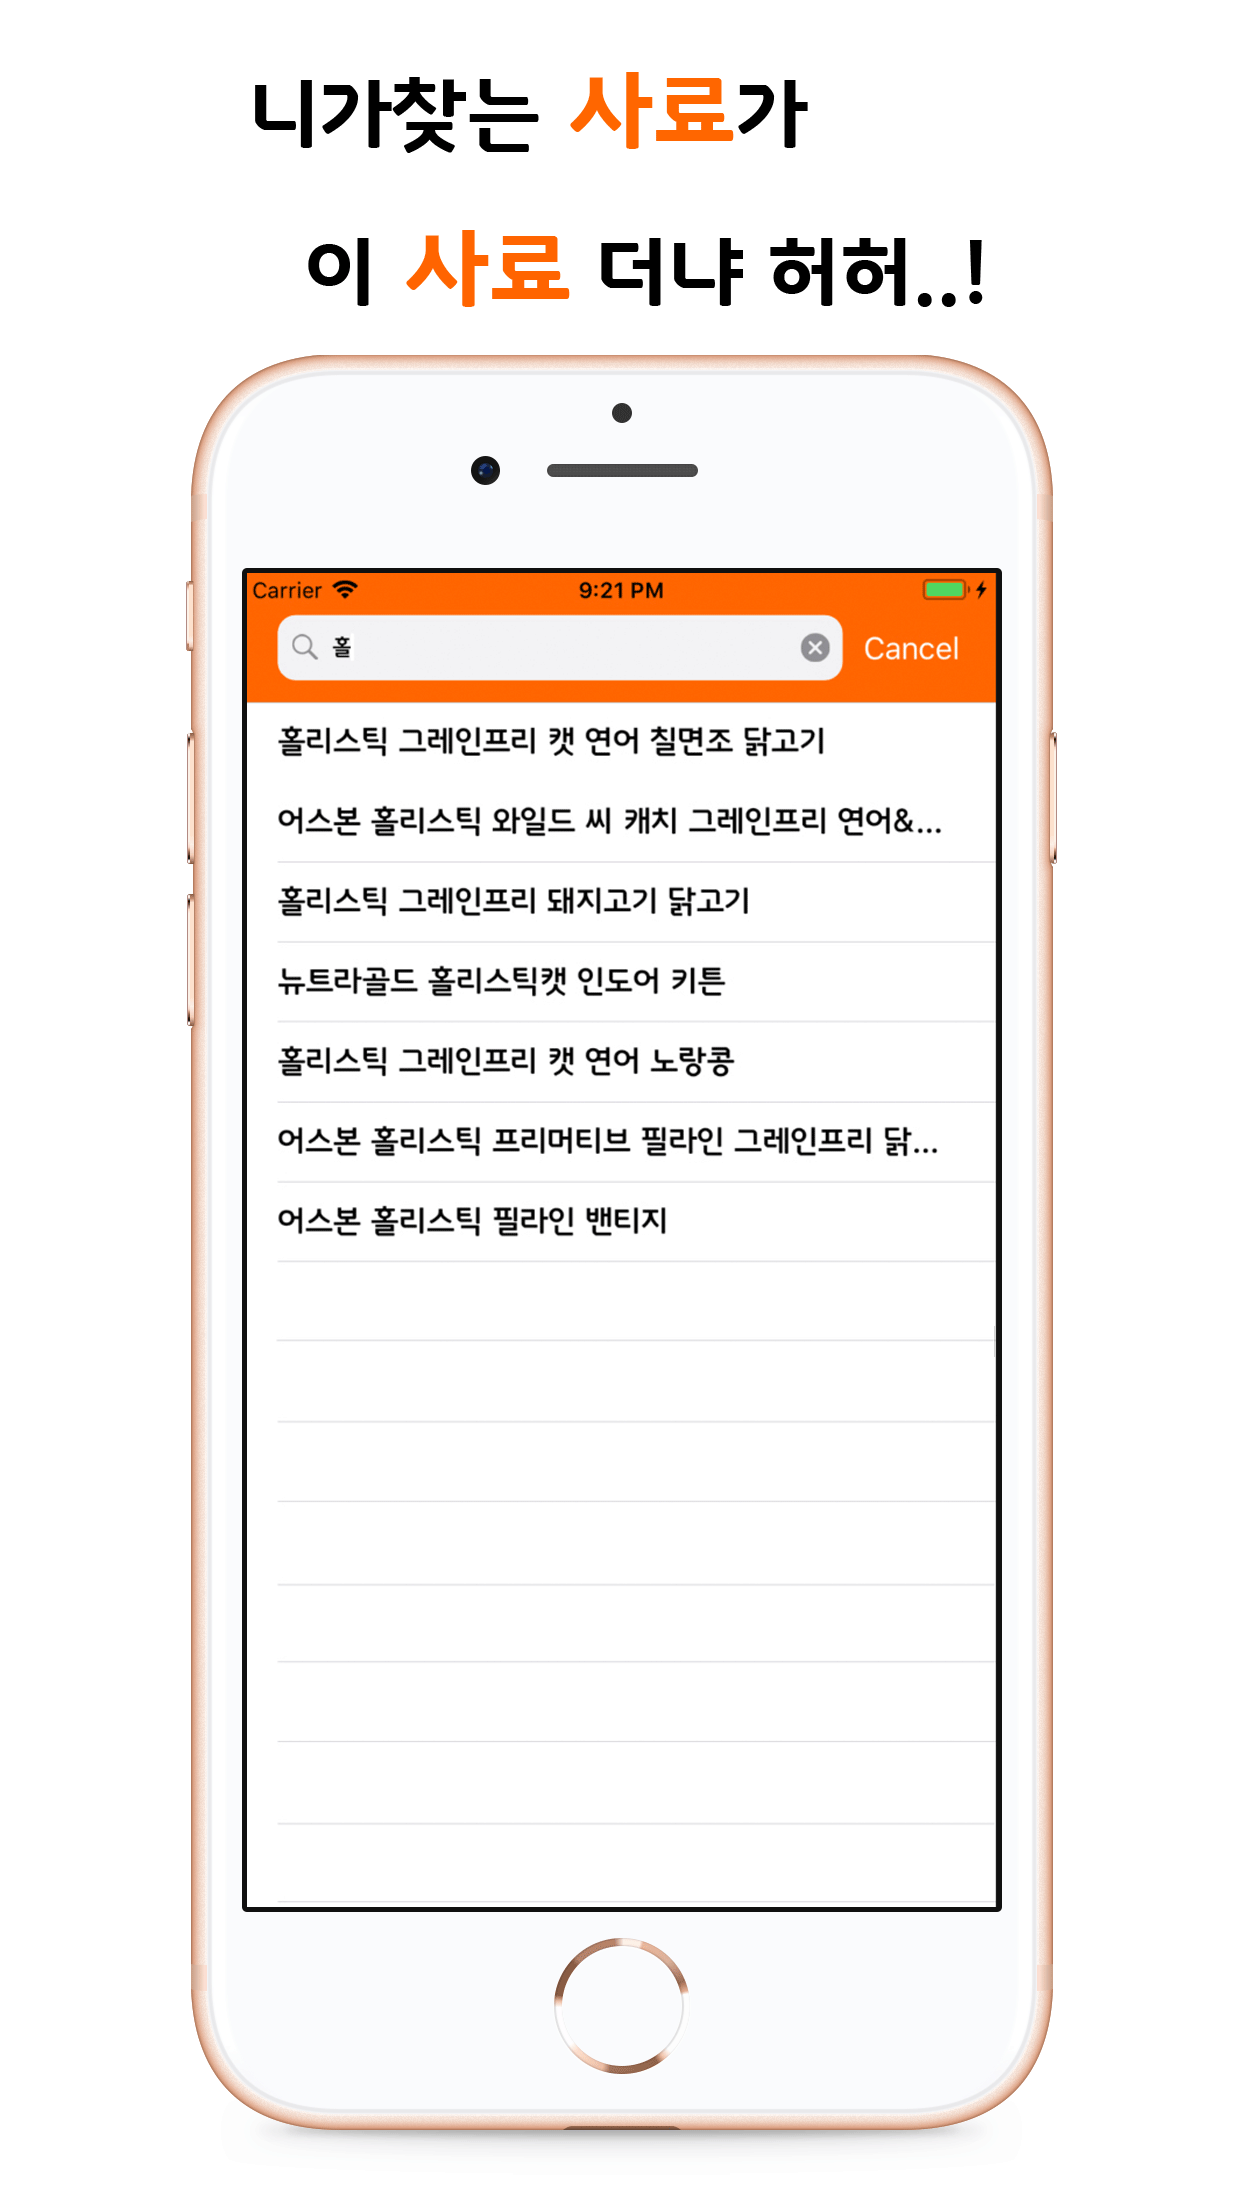 니가찾는 사료가
이 사료 더냐 허허..!
Carrier 9:21 PM
홀 Cancel
홀리스틱 그레인프리 캣 연어 칠면조 닭고기
어스본 홀리스틱 와일드 씨 캐치 그레인프리 연어&...
홀리스틱 그레인프리 돼지고기 닭고기
뉴트라골드 홀리스틱캣 인도어 키튼
홀리스틱 그레인프리 캣 연어 노랑콩
어스본 홀리스틱 프리머티브 필라인 그레인프리 닭...
어스본 홀리스틱 필라인 밴티지